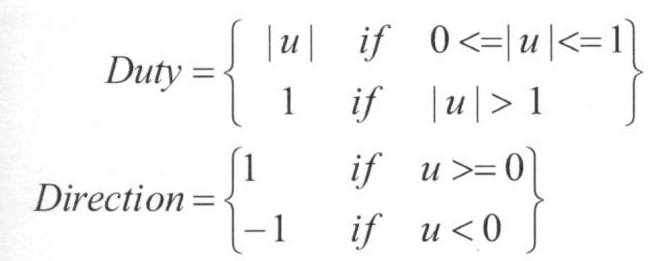 Duty = { |u| if 0 <=| u |<= 1
1 if |u| > 1 }
Direction = { 1 if u >= 0
−1 if u < 0 }